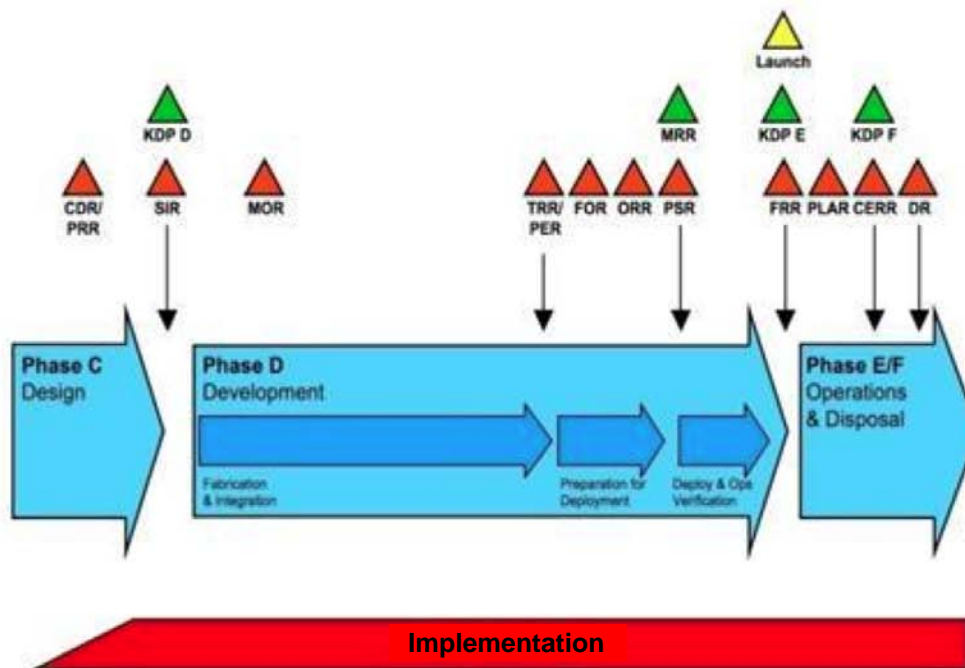 Launch
KDP D
MRR
KDP E
KDP F
CDR/
PRR
SIR
MOR
TRR/
PER
FOR
ORR
PSR
FRR
PLAR
CERR
DR
Phase C
Design
Phase D
Development
Fabrication
& Integration
Preparation for
Deployment
Deploy & Ops
Verification
Phase E/F
Operations
& Disposal
Implementation